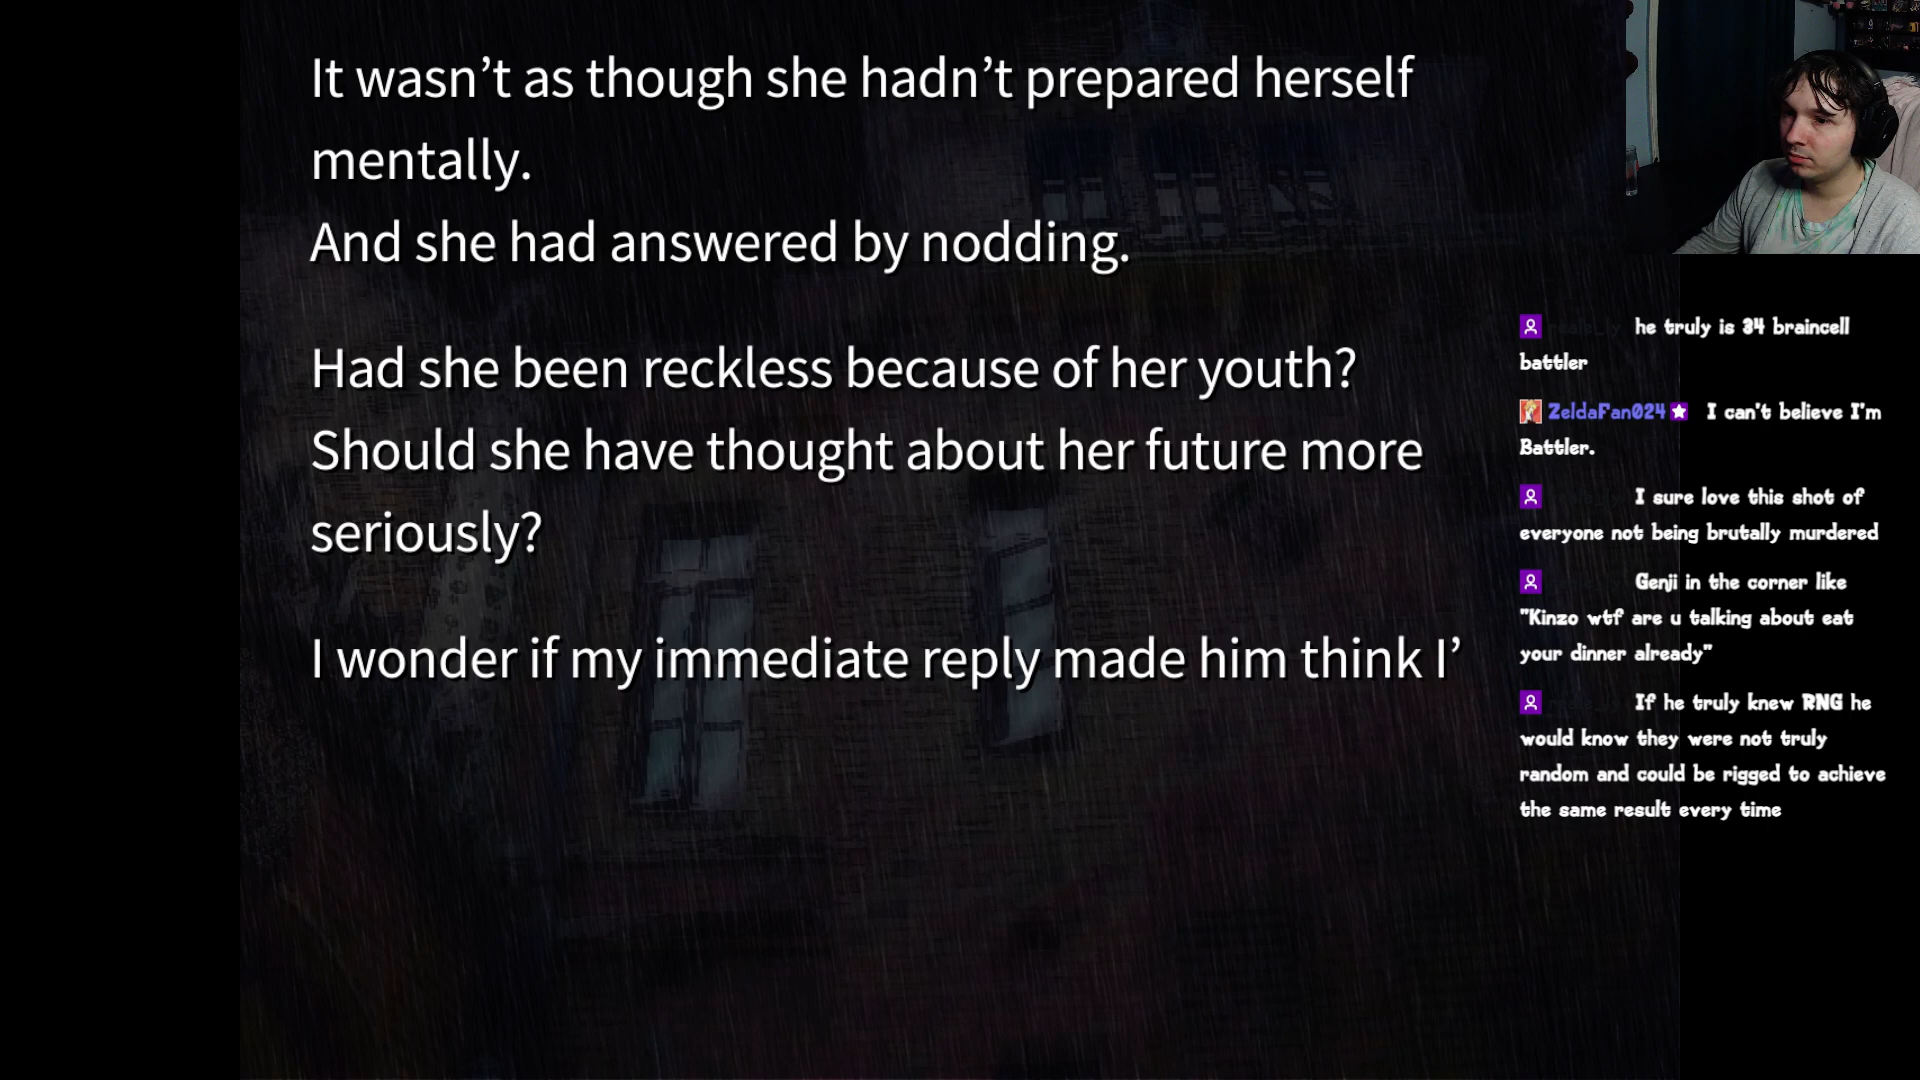 It wasn’t as though she hadn’t prepared herself
mentally.
And she had answered by nodding.
Had she been reckless because of her youth?
Should she have thought about her future more
seriously?
I wonder if my immediate reply made him think I’
he truly is 34 braincell
battler
ZeldaFan024 I can't believe I'm
Battler.
I sure love this shot of
everyone not being brutally murdered
Genji in the corner like
"Kinzo wtf are u talking about eat
your dinner already"
If he truly knew RNG he
would know they were not truly
random and could be rigged to achieve
the same result every time